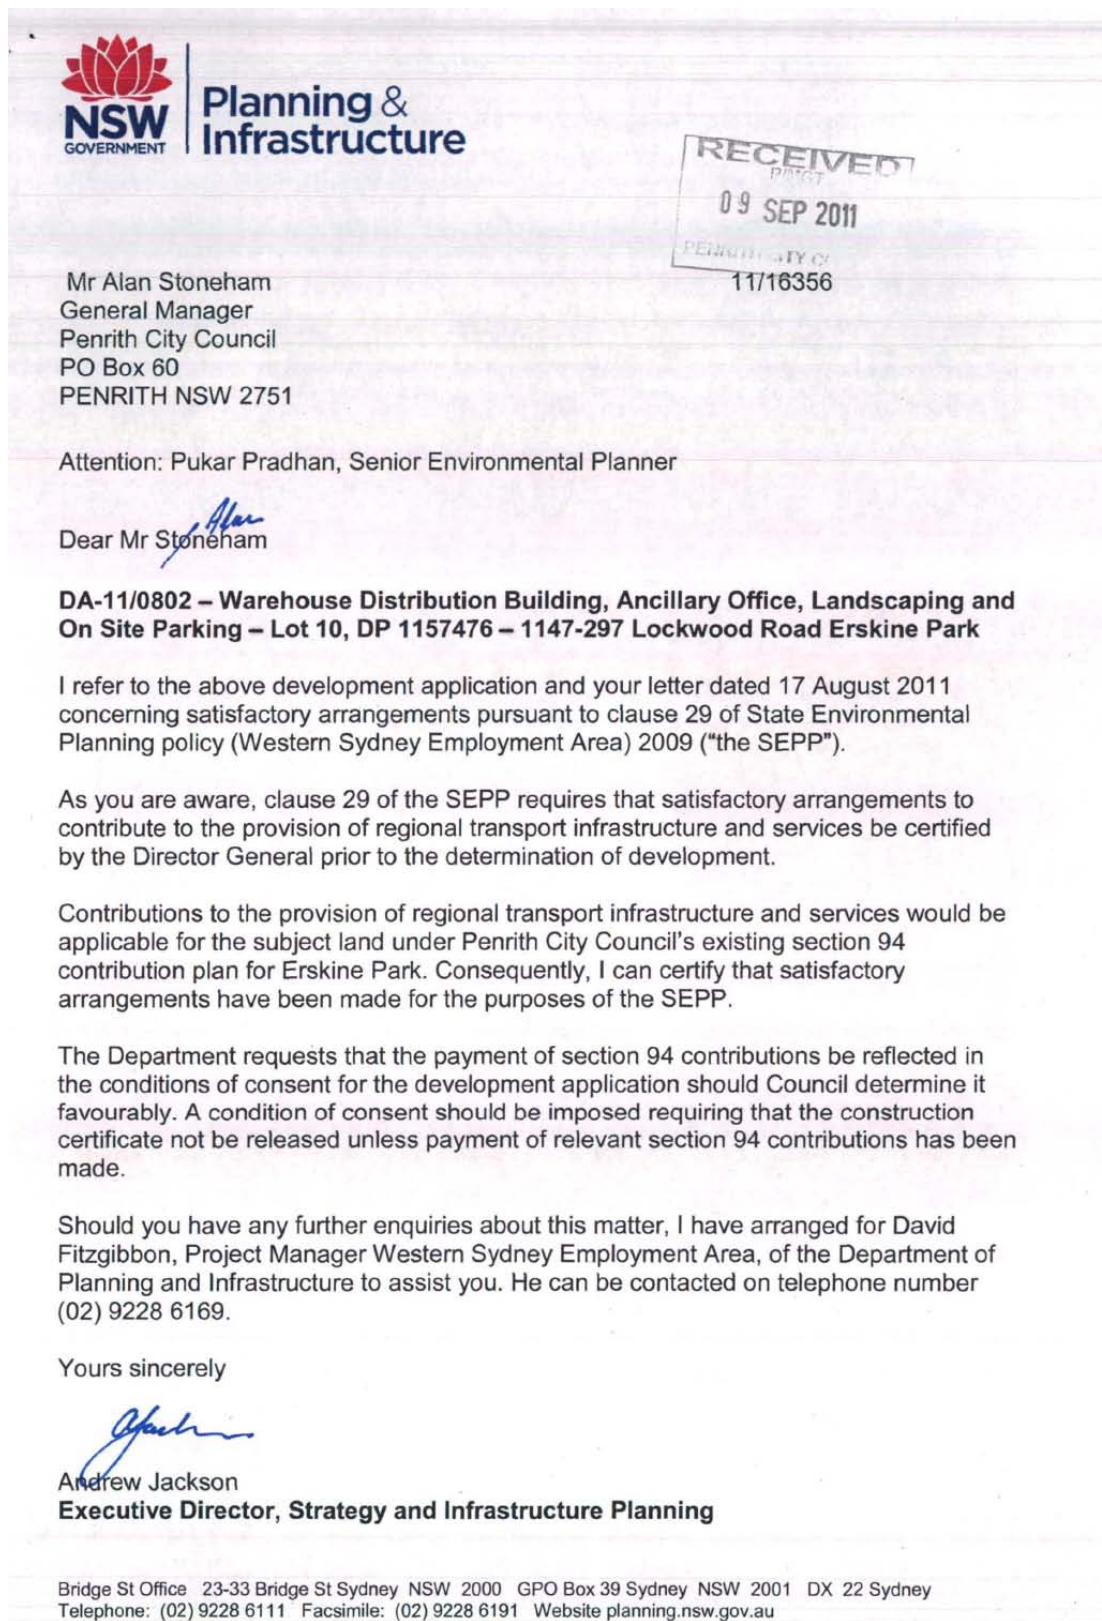 NSW
GOVERNMENT
Planning &
Infrastructure
RECEIVED
09 SEP 2011
11/16356
Mr Alan Stoneham
General Manager
Penrith City Council
PO Box 60
PENRITH NSW 2751
Attention: Pukar Pradhan, Senior Environmental Planner
Alan
Dear Mr Stoneham
DA-11/0802 – Warehouse Distribution Building, Ancillary Office, Landscaping and
On Site Parking – Lot 10, DP 1157476 – 1147-297 Lockwood Road Erskine Park
I refer to the above development application and your letter dated 17 August 2011
concerning satisfactory arrangements pursuant to clause 29 of State Environmental
Planning policy (Western Sydney Employment Area) 2009 ("the SEPP").
As you are aware, clause 29 of the SEPP requires that satisfactory arrangements to
contribute to the provision of regional transport infrastructure and services be certified
by the Director General prior to the determination of development.
Contributions to the provision of regional transport infrastructure and services would be
applicable for the subject land under Penrith City Council's existing section 94
contribution plan for Erskine Park. Consequently, I can certify that satisfactory
arrangements have been made for the purposes of the SEPP.
The Department requests that the payment of section 94 contributions be reflected in
the conditions of consent for the development application should Council determine it
favourably. A condition of consent should be imposed requiring that the construction
certificate not be released unless payment of relevant section 94 contributions has been
made.
Should you have any further enquiries about this matter, I have arranged for David
Fitzgibbon, Project Manager Western Sydney Employment Area, of the Department of
Planning and Infrastructure to assist you. He can be contacted on telephone number
(02) 9228 6169.
Yours sincerely
Andrew Jackson
Executive Director, Strategy and Infrastructure Planning
Bridge St Office 23-33 Bridge St Sydney NSW 2000 GPO Box 39 Sydney NSW 2001 DX 22 Sydney
Telephone: (02) 9228 6111 Facsimile: (02) 9228 6191 Website planning.nsw.gov.au